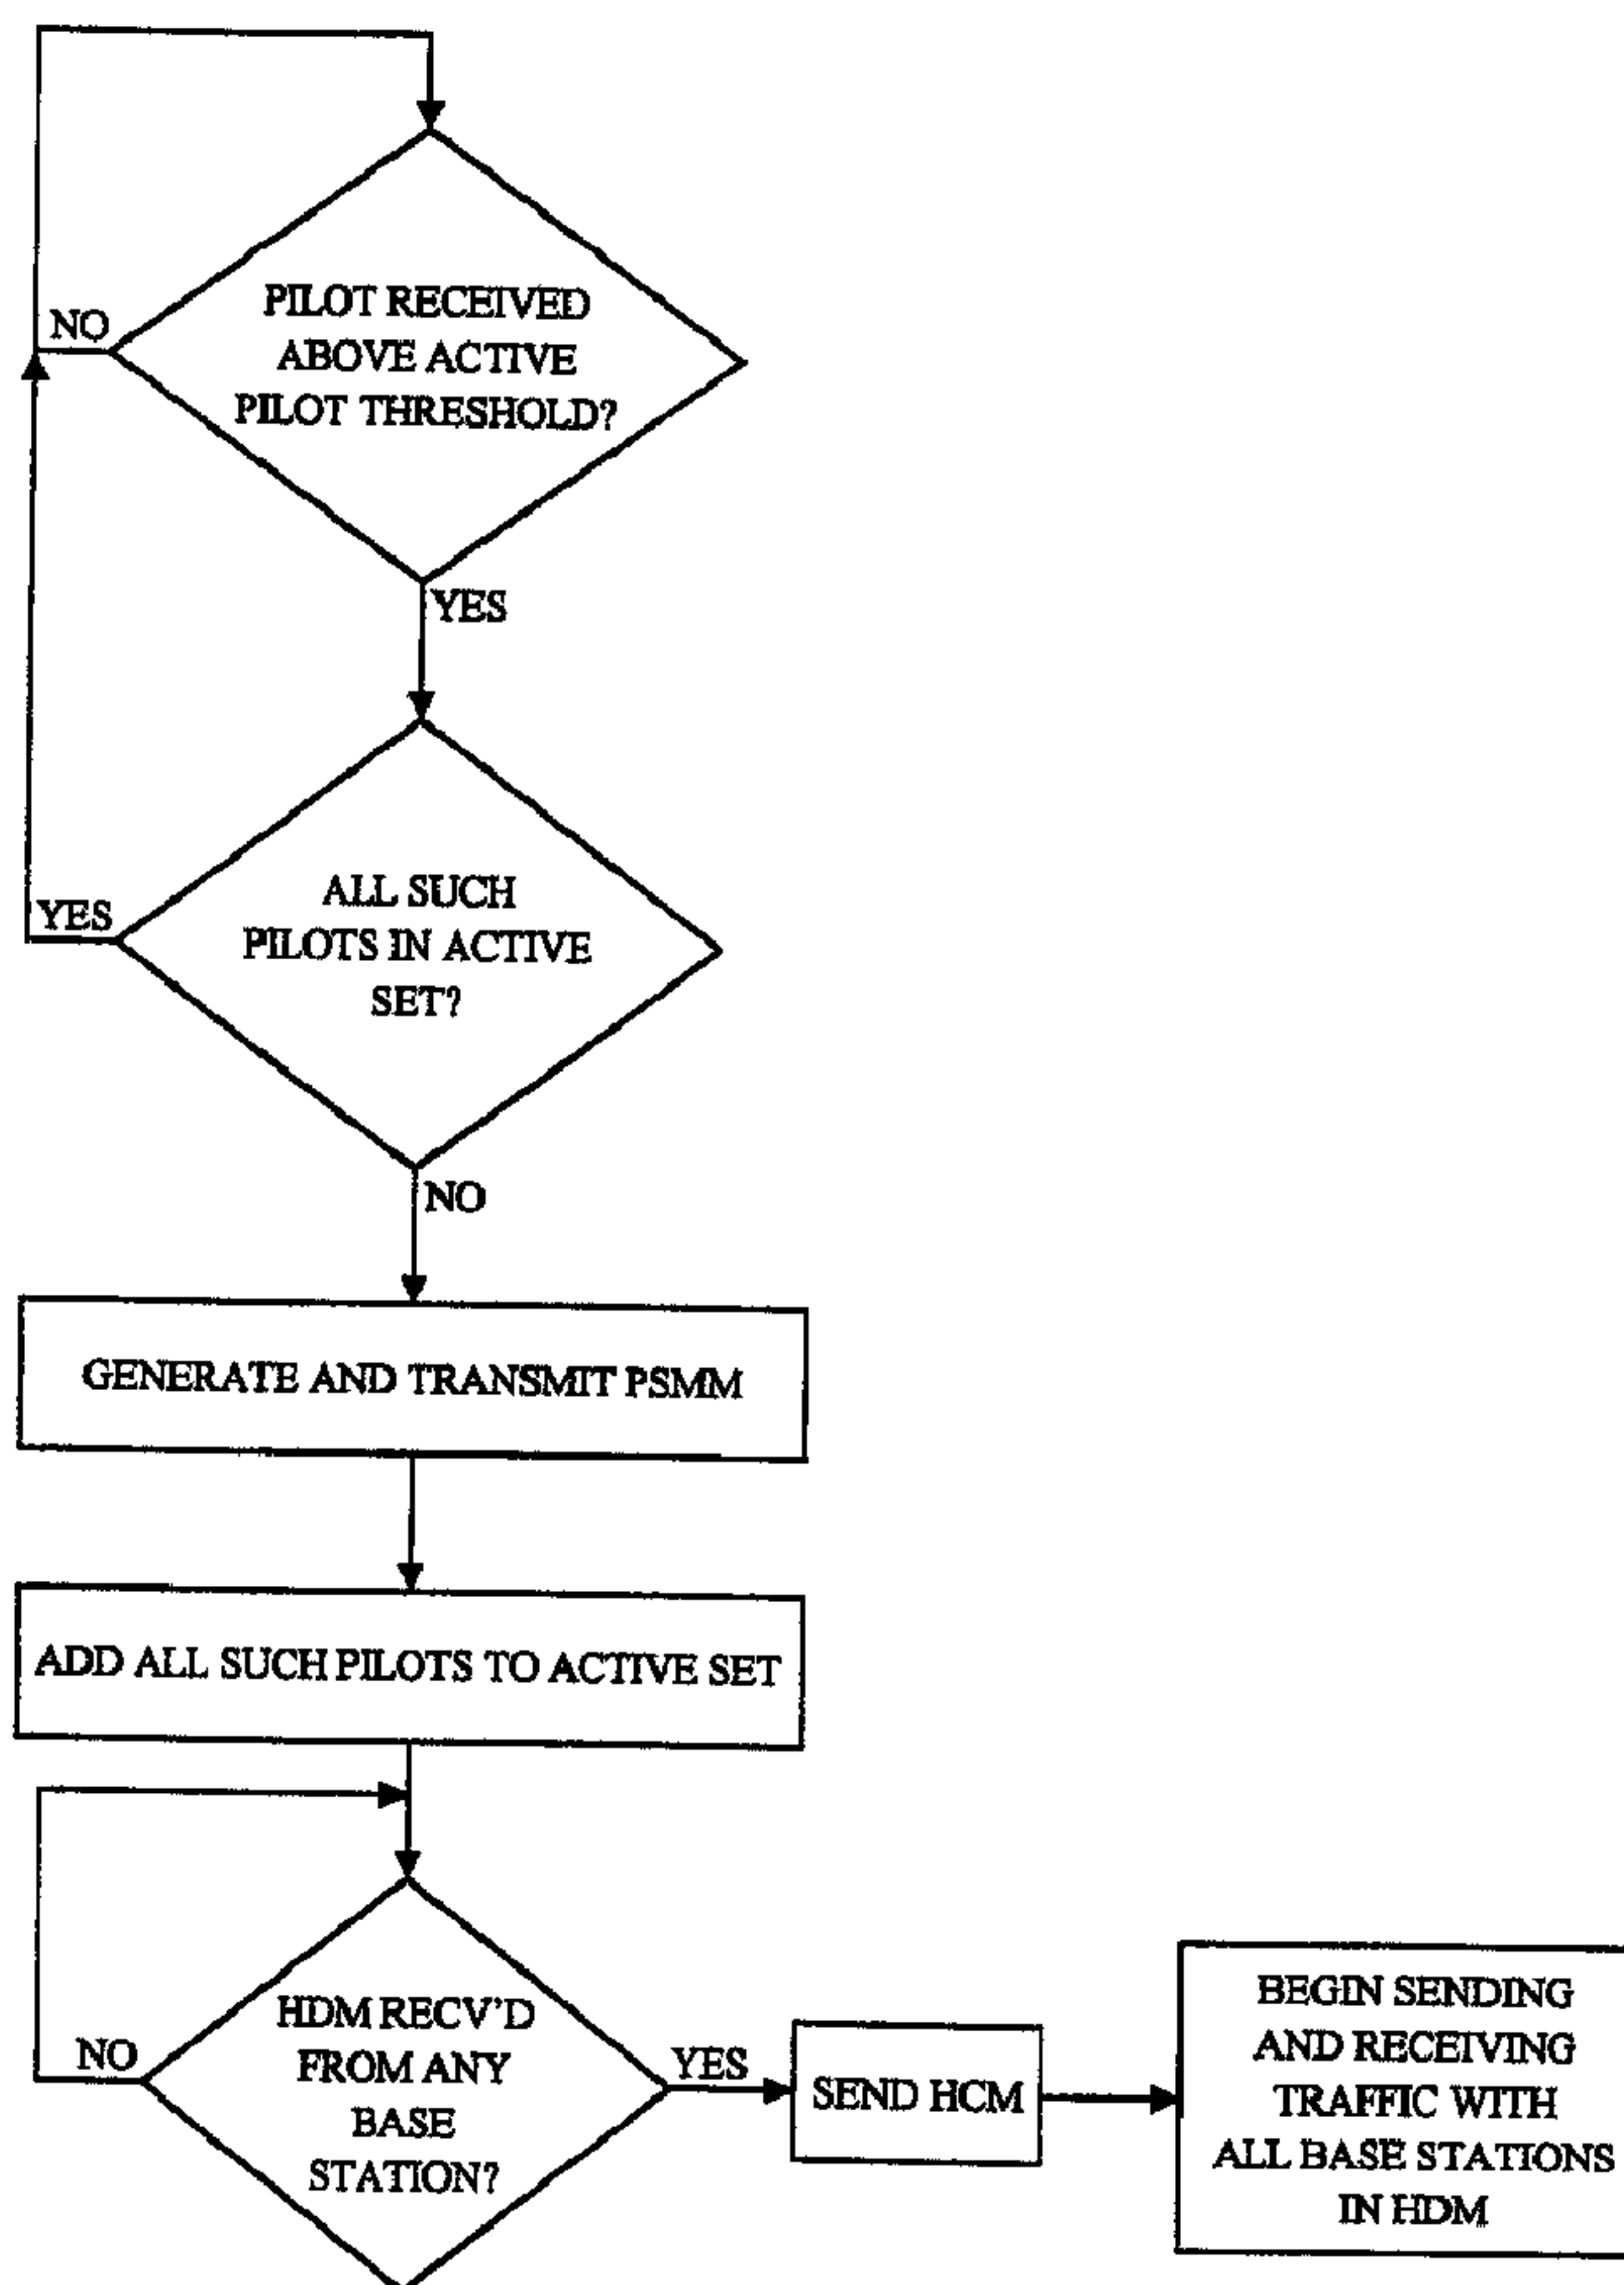 PILOT RECEIVED
ABOVE ACTIVE
PILOT THRESHOLD?
NO
YES
ALL SUCH
PILOTS IN ACTIVE
SET?
YES
NO
GENERATE AND TRANSMIT PSMM
ADD ALL SUCH PILOTS TO ACTIVE SET
HDM RECV'D
FROM ANY
BASE
STATION?
NO
YES
SEND HCM
BEGIN SENDING
AND RECEIVING
TRAFFIC WITH
ALL BASE STATIONS
IN HDM